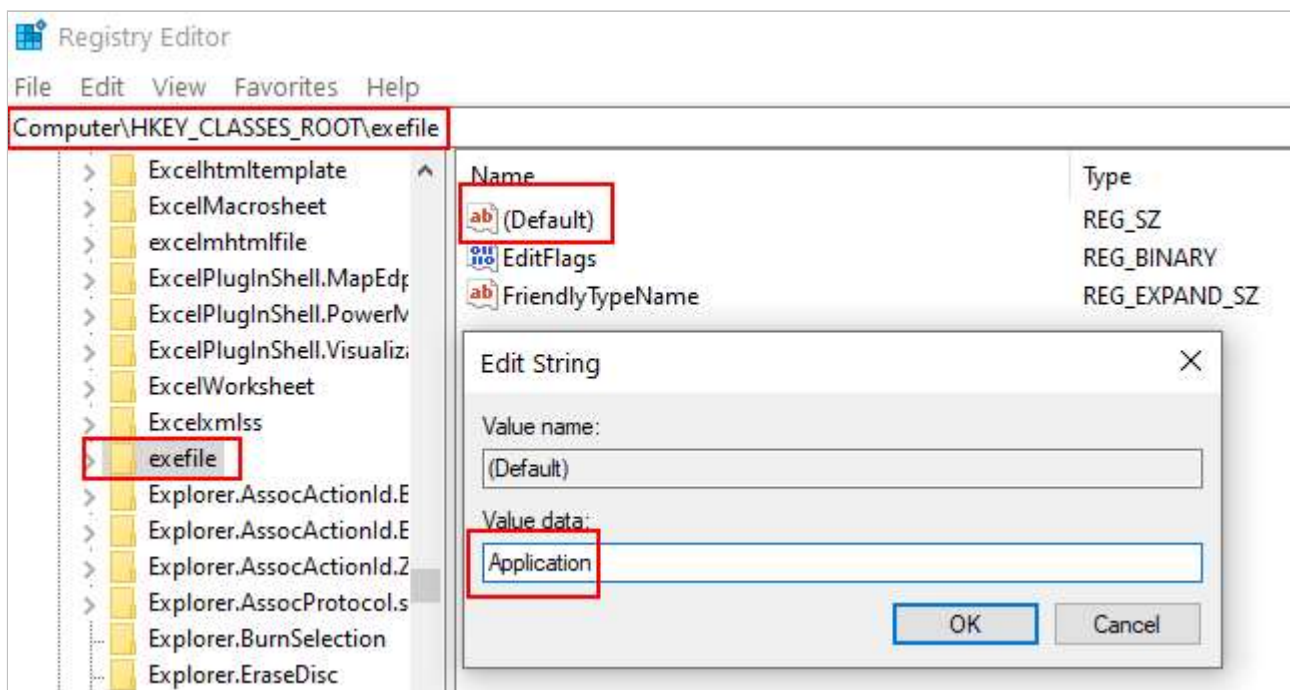 Registry Editor
File Edit View Favorites Help
Computer\HKEY_CLASSES_ROOT\exefile
Excelhtmltemplate
ExcelMacrosheet
excelmhtmlfile
ExcelPlugInShell.MapEdp
ExcelPlugInShell.PowerM
ExcelPlugInShell.Visualiz
ExcelWorksheet
Excelxmlss
exefile
Explorer.AssocActionId.E
Explorer.AssocActionId.E
Explorer.AssocActionId.Z
Explorer.AssocProtocol.s
Explorer.BurnSelection
Explorer.EraseDisc
Name Type
(Default) REG_SZ
EditFlags REG_BINARY
FriendlyTypeName REG_EXPAND_SZ
Edit String
Value name:
(Default)
Value data:
Application
OK Cancel